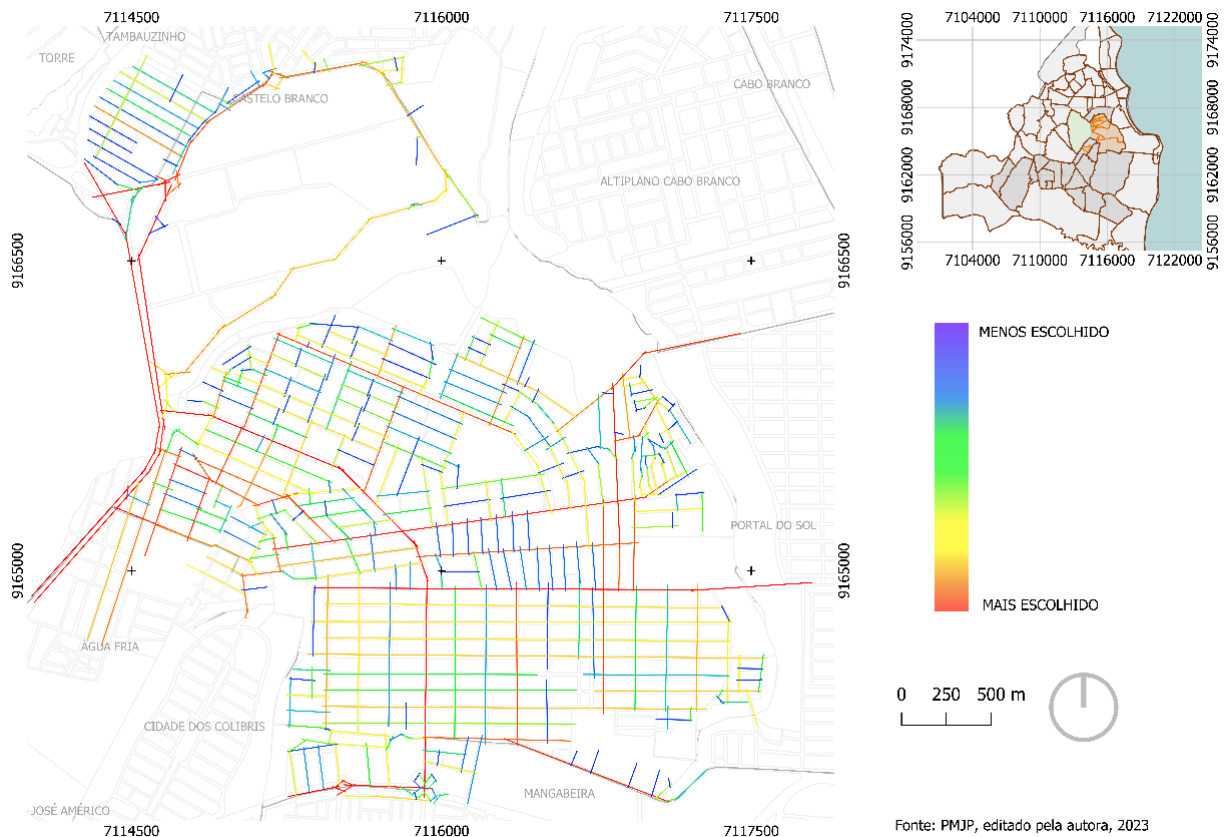 7114500 7116000 7117500
TAMBAUZINHO
TORRE
CASTELO BRANCO
CABO BRANCO
ALTIPLANO CABO BRANCO
9166500 9166500
PORTAL DO SOL
9165000 9165000
ÁGUA FRIA
CIDADE DOS COLIBRIS
MANGABEIRA
JOSÉ AMÉRICO
7114500 7116000 7117500
7104000 7110000 7116000 7122000
9174000 9174000
9168000 9168000
9162000 9162000
9156000 9156000
7104000 7110000 7116000 7122000
MENOS ESCOLHIDO
MAIS ESCOLHIDO
0 250 500 m
Fonte: PMJP, editado pela autora, 2023